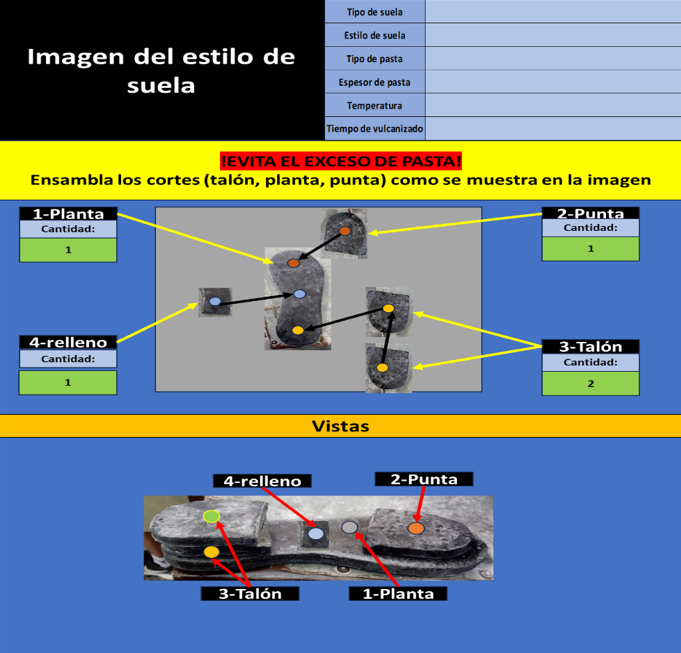 Imagen del estilo de
suela
Tipo de suela
Estilo de suela
Tipo de pasta
Espesor de pasta
Temperatura
Tiempo de vulcanizado
!EVITA EL EXCESO DE PASTA!
Ensambla los cortes (talón, planta, punta) como se muestra en la imagen
1-Planta
Cantidad:
1
2-Punta
Cantidad:
1
4-relleno
Cantidad:
1
3-Talón
Cantidad:
2
Vistas
4-relleno
2-Punta
3-Talón
1-Planta